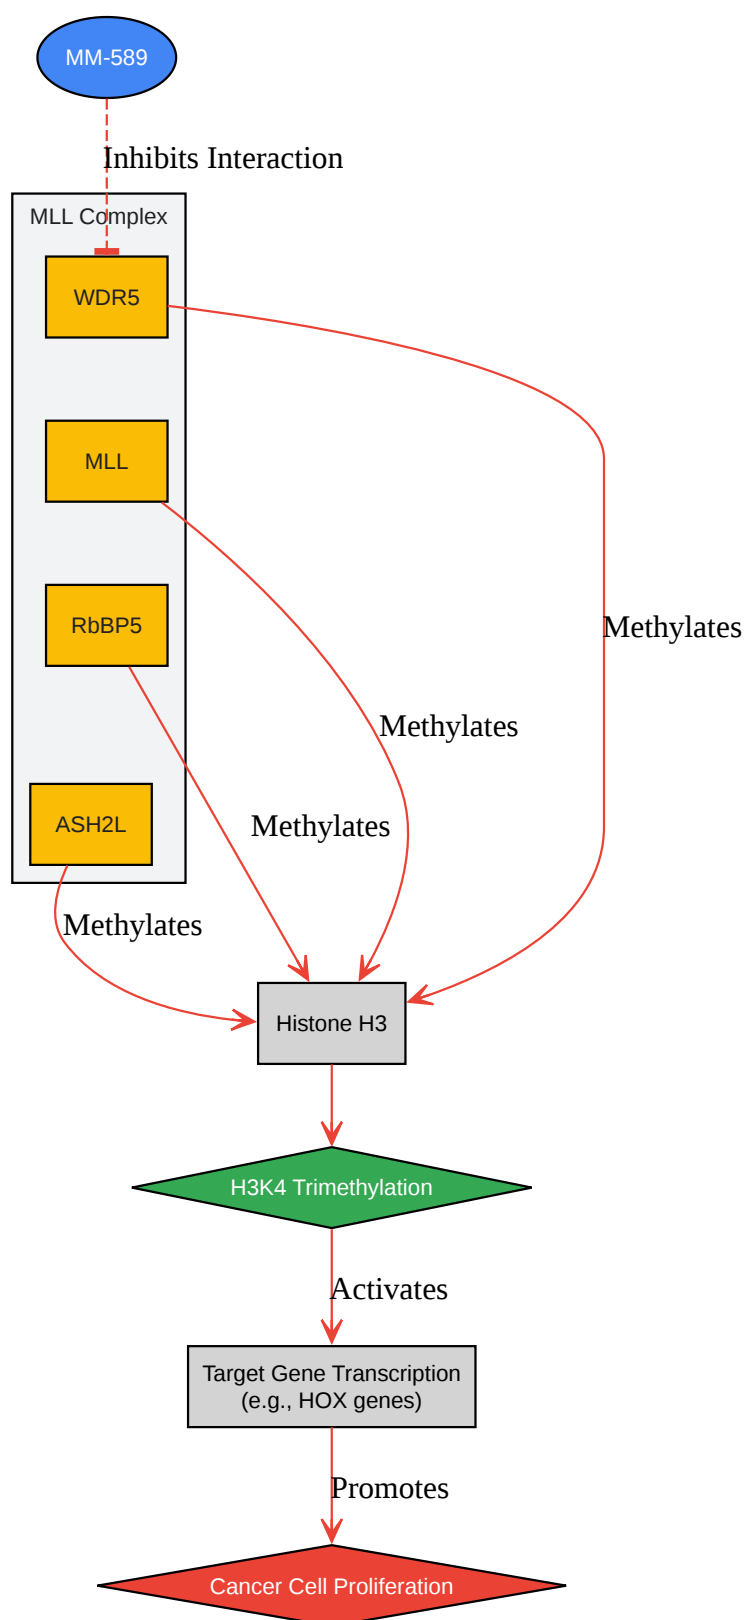 MM-589
Inhibits Interaction
MLL Complex
WDR5
MLL
RbBP5
Methylates
Methylates
Methylates
ASH2L
Methylates
Histone H3
H3K4 Trimethylation
Activates
Target Gene Transcription
(e.g., HOX genes)
Promotes
Cancer Cell Proliferation